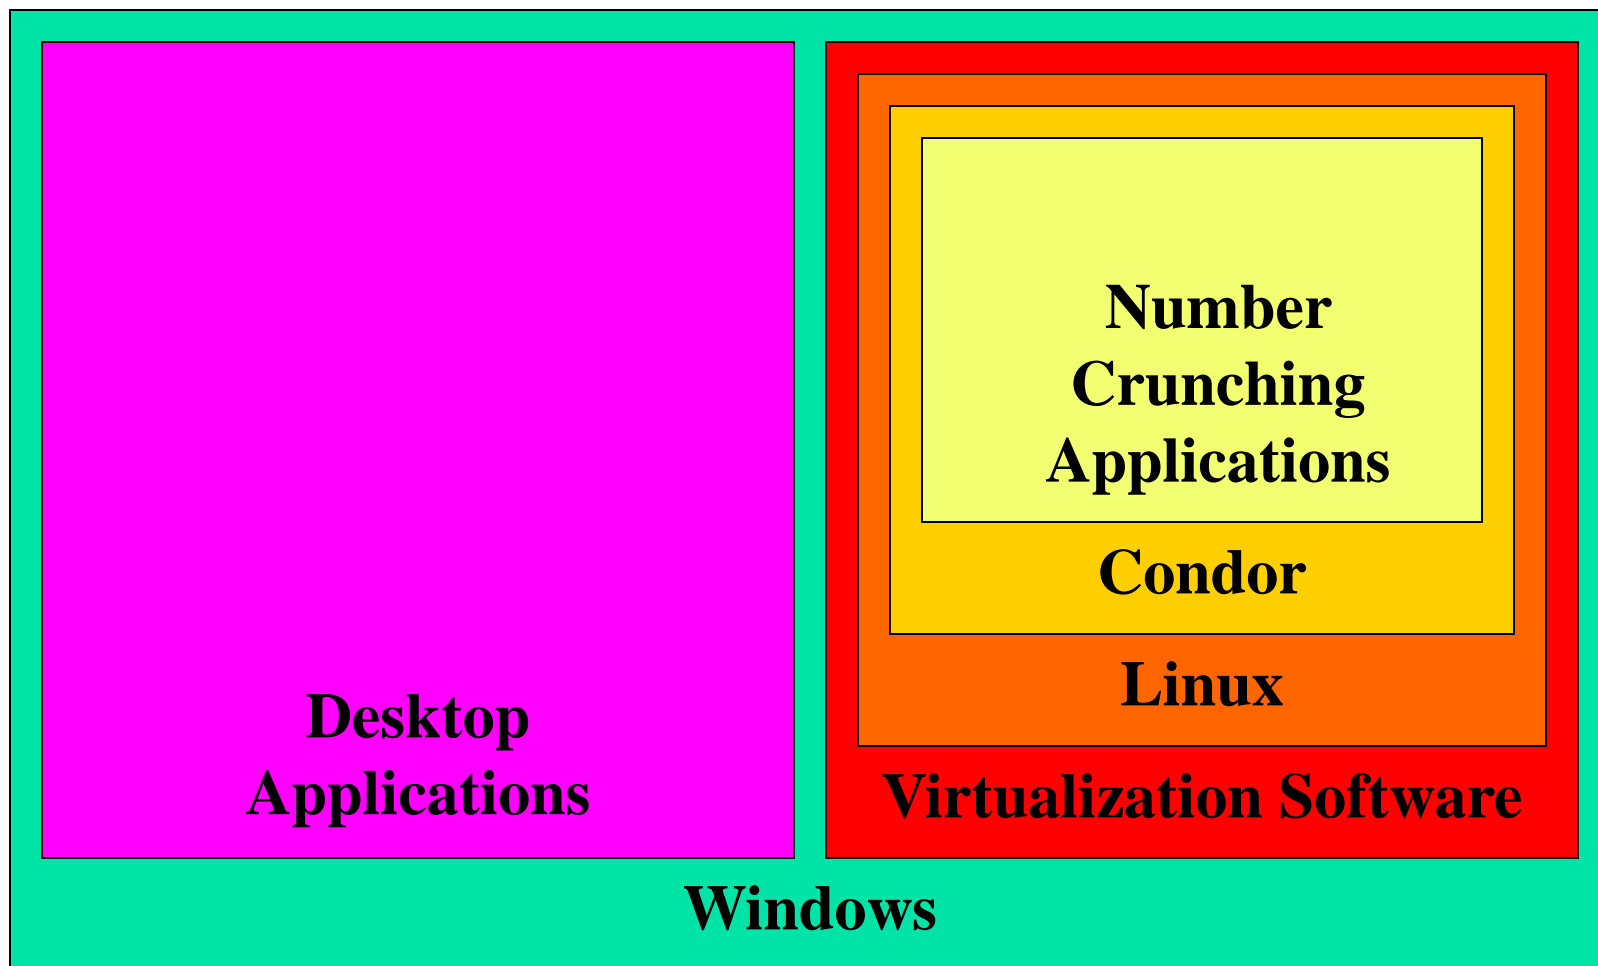 Number
Crunching
Applications
Condor
Linux
Desktop
Applications
Virtualization Software
Windows